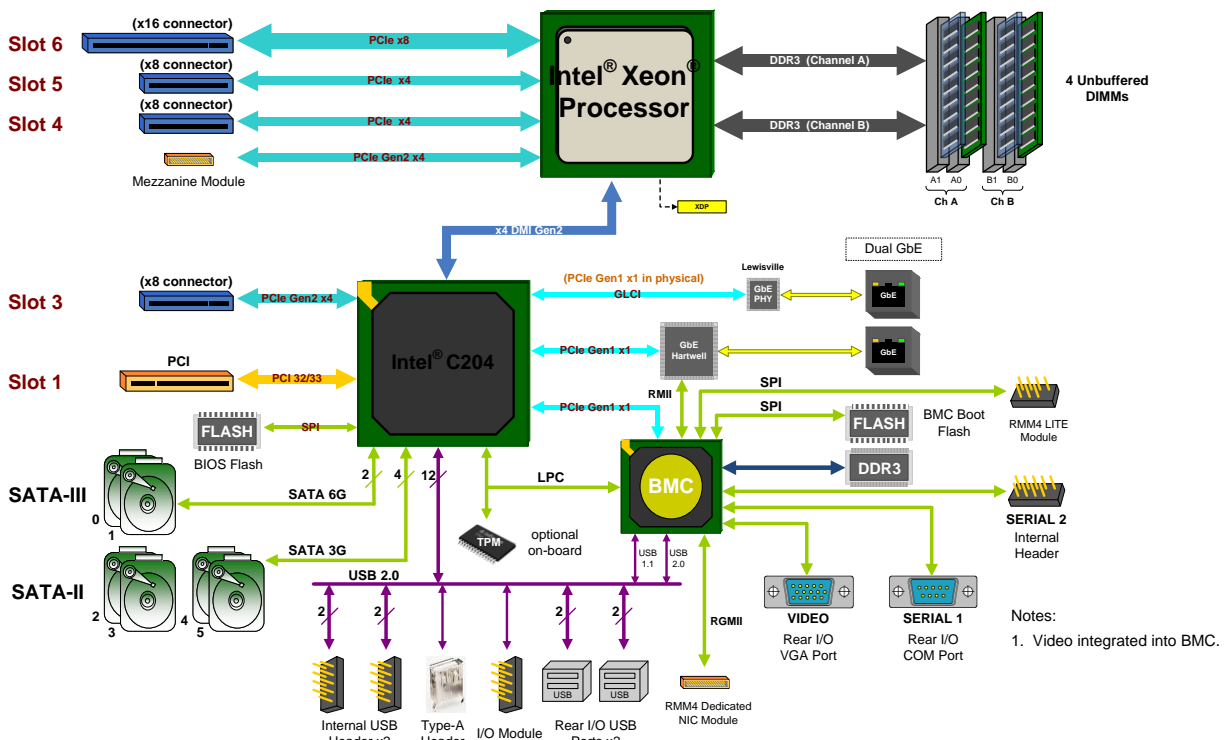 (x16 connector)
Slot 6
PCIe x8
(x8 connector)
Slot 5
PCIe x4
(x8 connector)
Slot 4
PCIe x4
PCIe Gen2 x4
Mezzanine Module
Intel® Xeon®
Processor
DDR3 (Channel A)
DDR3 (Channel B)
4 Unbuffered
DIMMs
A1 A0 B1 B0
Ch A Ch B
XDP
x4 DMI Gen2
(x8 connector)
Slot 3
PCIe Gen2 x4
PCI
Slot 1
PCI 32/33
Intel® C204
(PCIe Gen1 x1 in physical)
GLCI
Lewisville
GbE
PHY
Dual GbE
GbE
PCIe Gen1 x1
GbE
Hartwell
GbE
RMII
PCIe Gen1 x1
SPI
SPI
RMM4 LITE
Module
FLASH
BMC Boot
Flash
DDR3
FLASH
SPI
BIOS Flash
2 4 12
SATA-III
SATA 6G
0
1
SATA 3G
SATA-II
2
3
4
5
LPC
BMC
TPM
optional
on-board
SERIAL 2
Internal
Header
USB
1.1
USB
2.0
USB 2.0
2 2 2 2
RGMII
VIDEO
Rear I/O
VGA Port
SERIAL 1
Rear I/O
COM Port
Notes:
1. Video integrated into BMC.
USB USB
Internal USB
Header x2
Type-A
Header
I/O Module
Rear I/O USB
Ports x2
RMM4 Dedicated
NIC Module